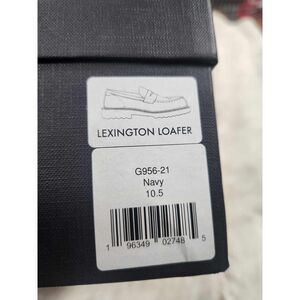 LEXINGTON LOAFER
G956-21
Navy
10.5
1 96349 02748 5